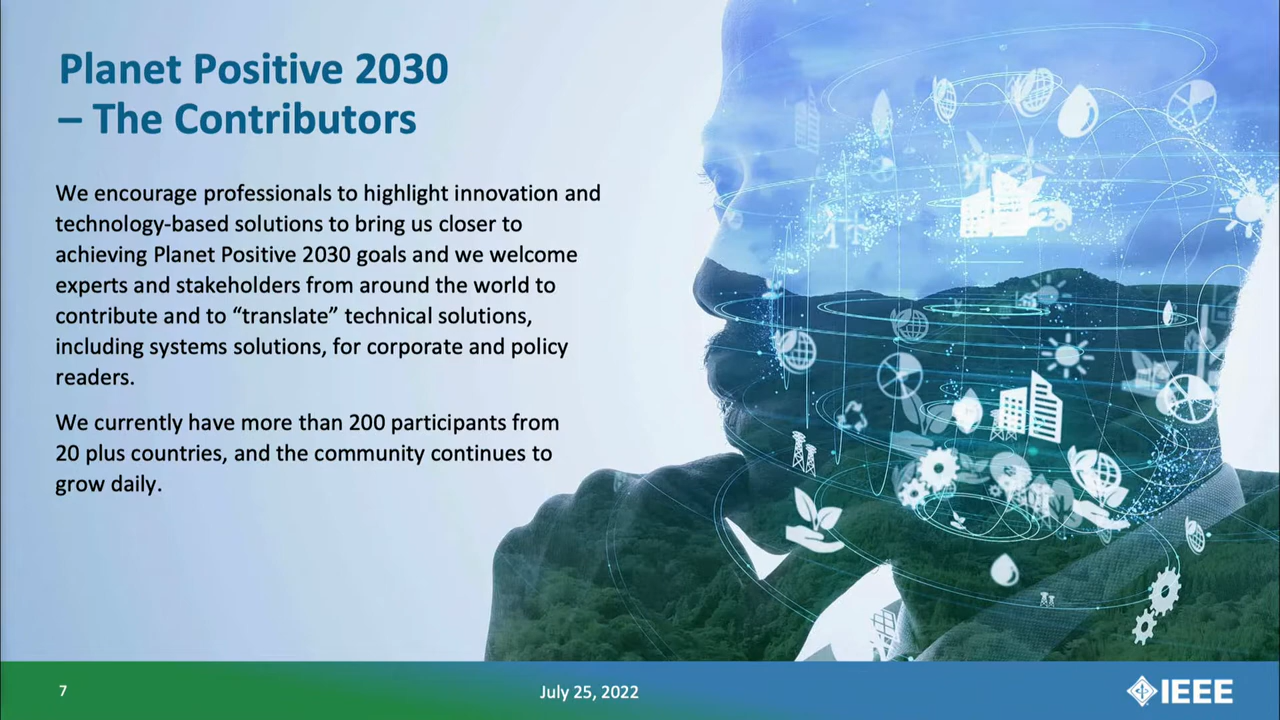 Planet Positive 2030
– The Contributors
We encourage professionals to highlight innovation and
technology-based solutions to bring us closer to
achieving Planet Positive 2030 goals and we welcome
experts and stakeholders from around the world to
contribute and to “translate” technical solutions,
including systems solutions, for corporate and policy
readers.
We currently have more than 200 participants from
20 plus countries, and the community continues to
grow daily.
7
July 25, 2022
IEEE